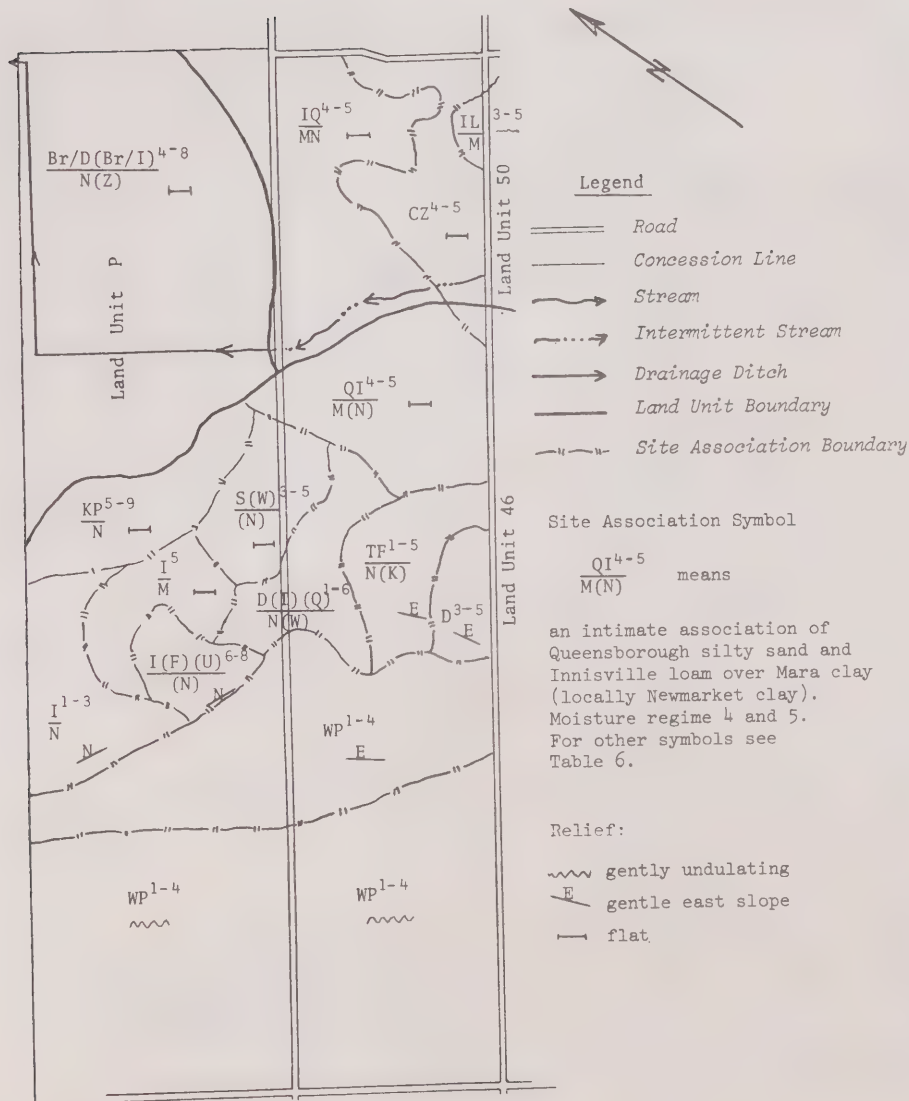 N
IQ4-5
MN
IL3-5
M
Br/D(Br/I)4-8
N(Z)
CZ4-5
Land Unit 50
Land Unit P
QI4-5
M(N)
KP5-9
N
S(W)3-5
(N)
I5
M
TF1-5
N(K)
E
D3-5
E
Land Unit 46
D(I)(Q)1-6
N(W)
I(F)(U)6-8
(N)
N
I1-3
N
N
WP1-4
E
WP1-4
WP1-4
Legend
Road
Concession Line
Stream
Intermittent Stream
Drainage Ditch
Land Unit Boundary
Site Association Boundary
Site Association Symbol
QI4-5
M(N) means
an intimate association of
Queensborough silty sand and
Innisville loam over Mara clay
(locally Newmarket clay).
Moisture regime 4 and 5.
For other symbols see
Table 6.
Relief:
gently undulating
E gentle east slope
flat.